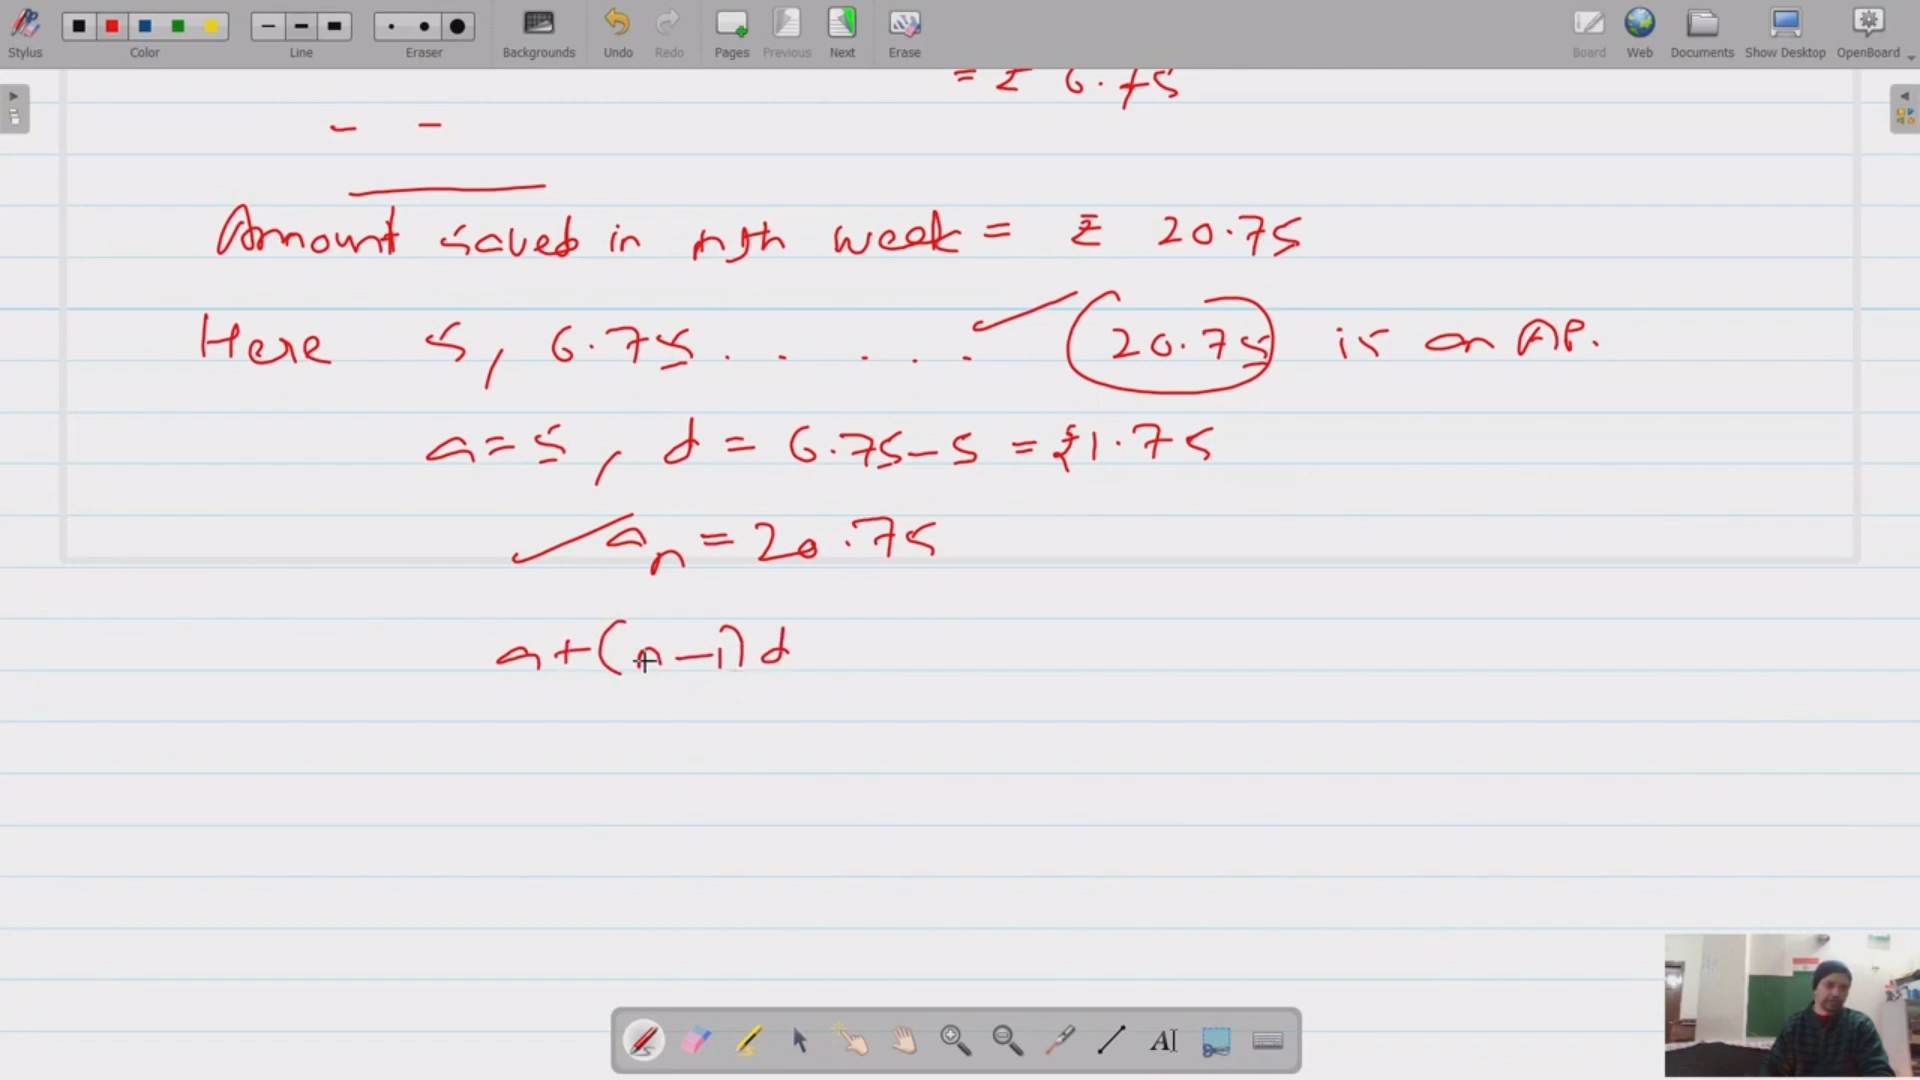 Stylus Color Line Eraser Backgrounds Undo Redo Pages Previous Next Erase Board Web Documents Show Desktop OpenBoard
= ₹ 6.75
- -
Amount saved in nth week = ₹ 20.75
Here 5, 6.75 . . . . . 20.75 is an AP.
a = 5, d = 6.75 - 5 = ₹1.75
aₙ = 20.75
a + (n - 1) d
AI